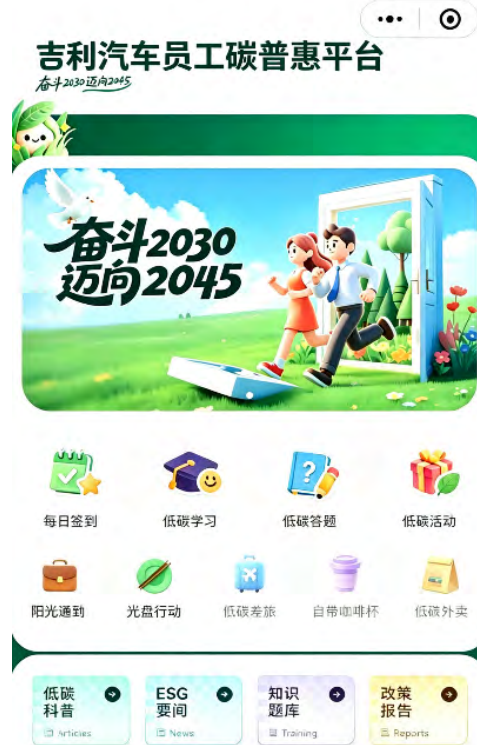 吉利汽车员工碳普惠平台
奋斗2030迈向2045
奋斗2030
迈向2045
每日签到
低碳学习
低碳答题
低碳活动
阳光通到
光盘行动
低碳差旅
自带咖啡杯
低碳外卖
低碳
科普
Articles
ESG
要闻
News
知识
题库
Training
政策
报告
Reports